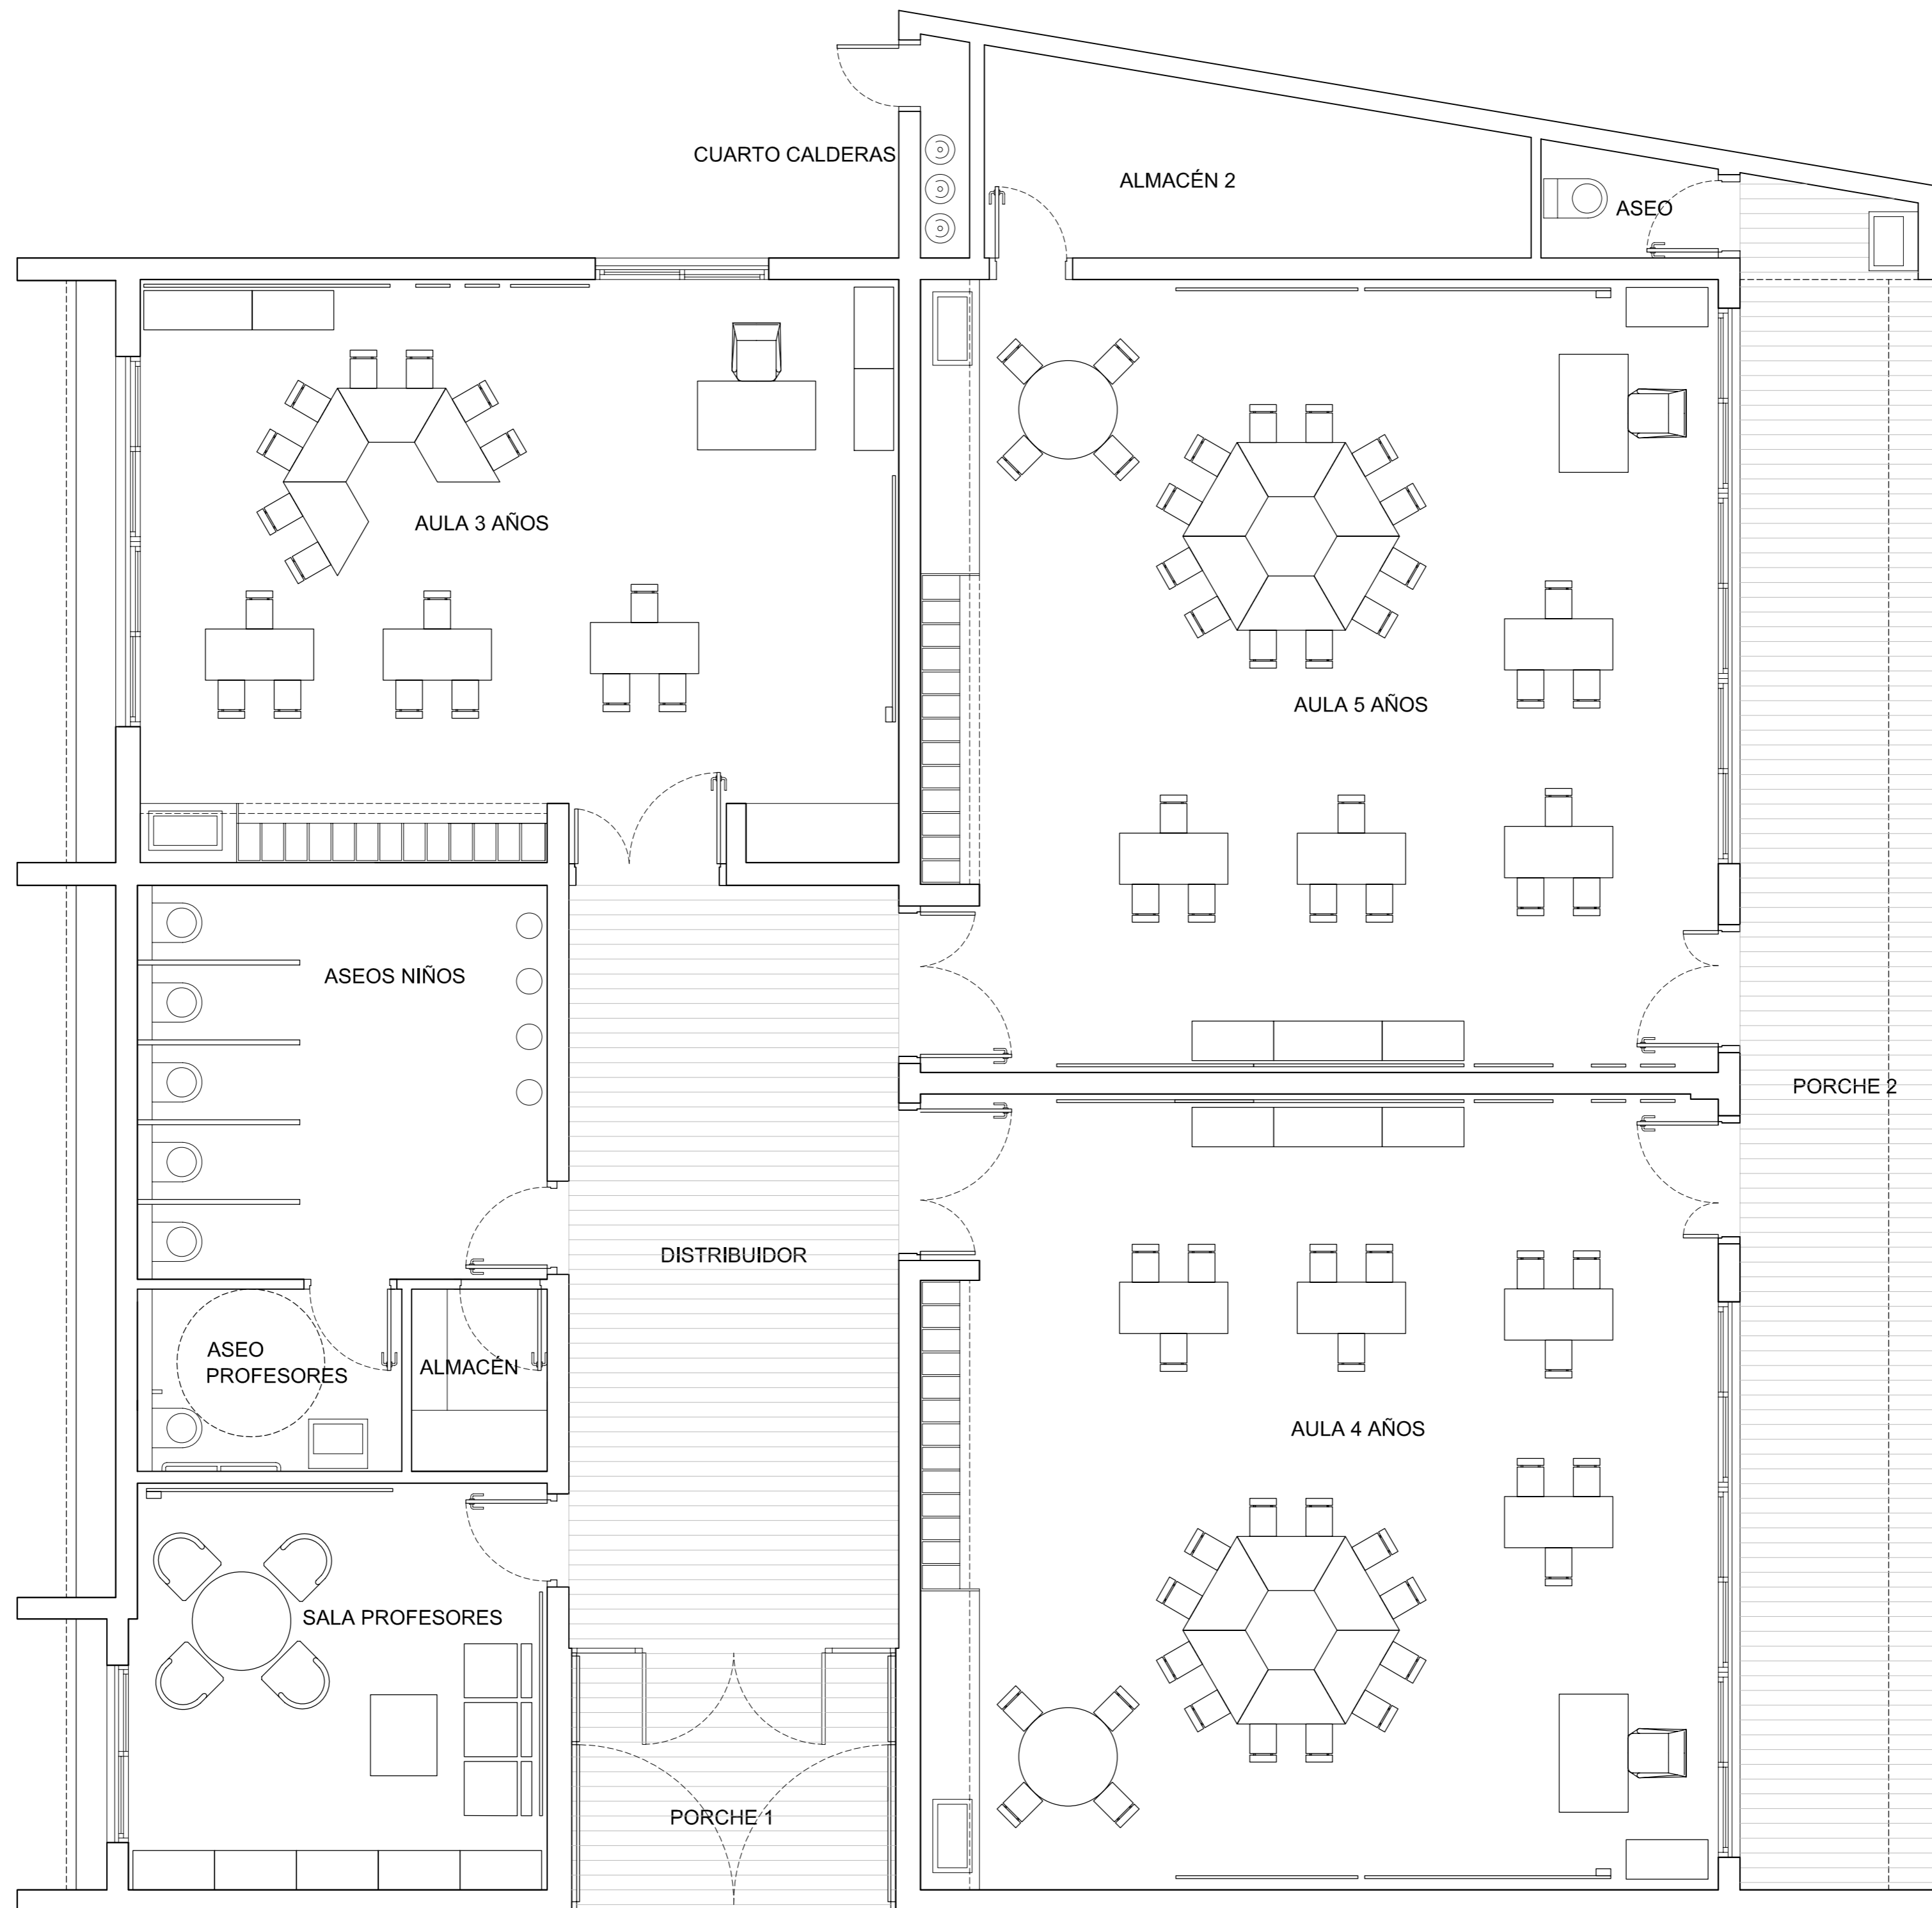 CUARTO CALDERAS
ALMACÉN 2
ASEO
AULA 3 AÑOS
AULA 5 AÑOS
ASEOS NIÑOS
PORCHE 2
DISTRIBUIDOR
ASEO
PROFESORES
ALMACÉN
AULA 4 AÑOS
SALA PROFESORES
PORCHE 1